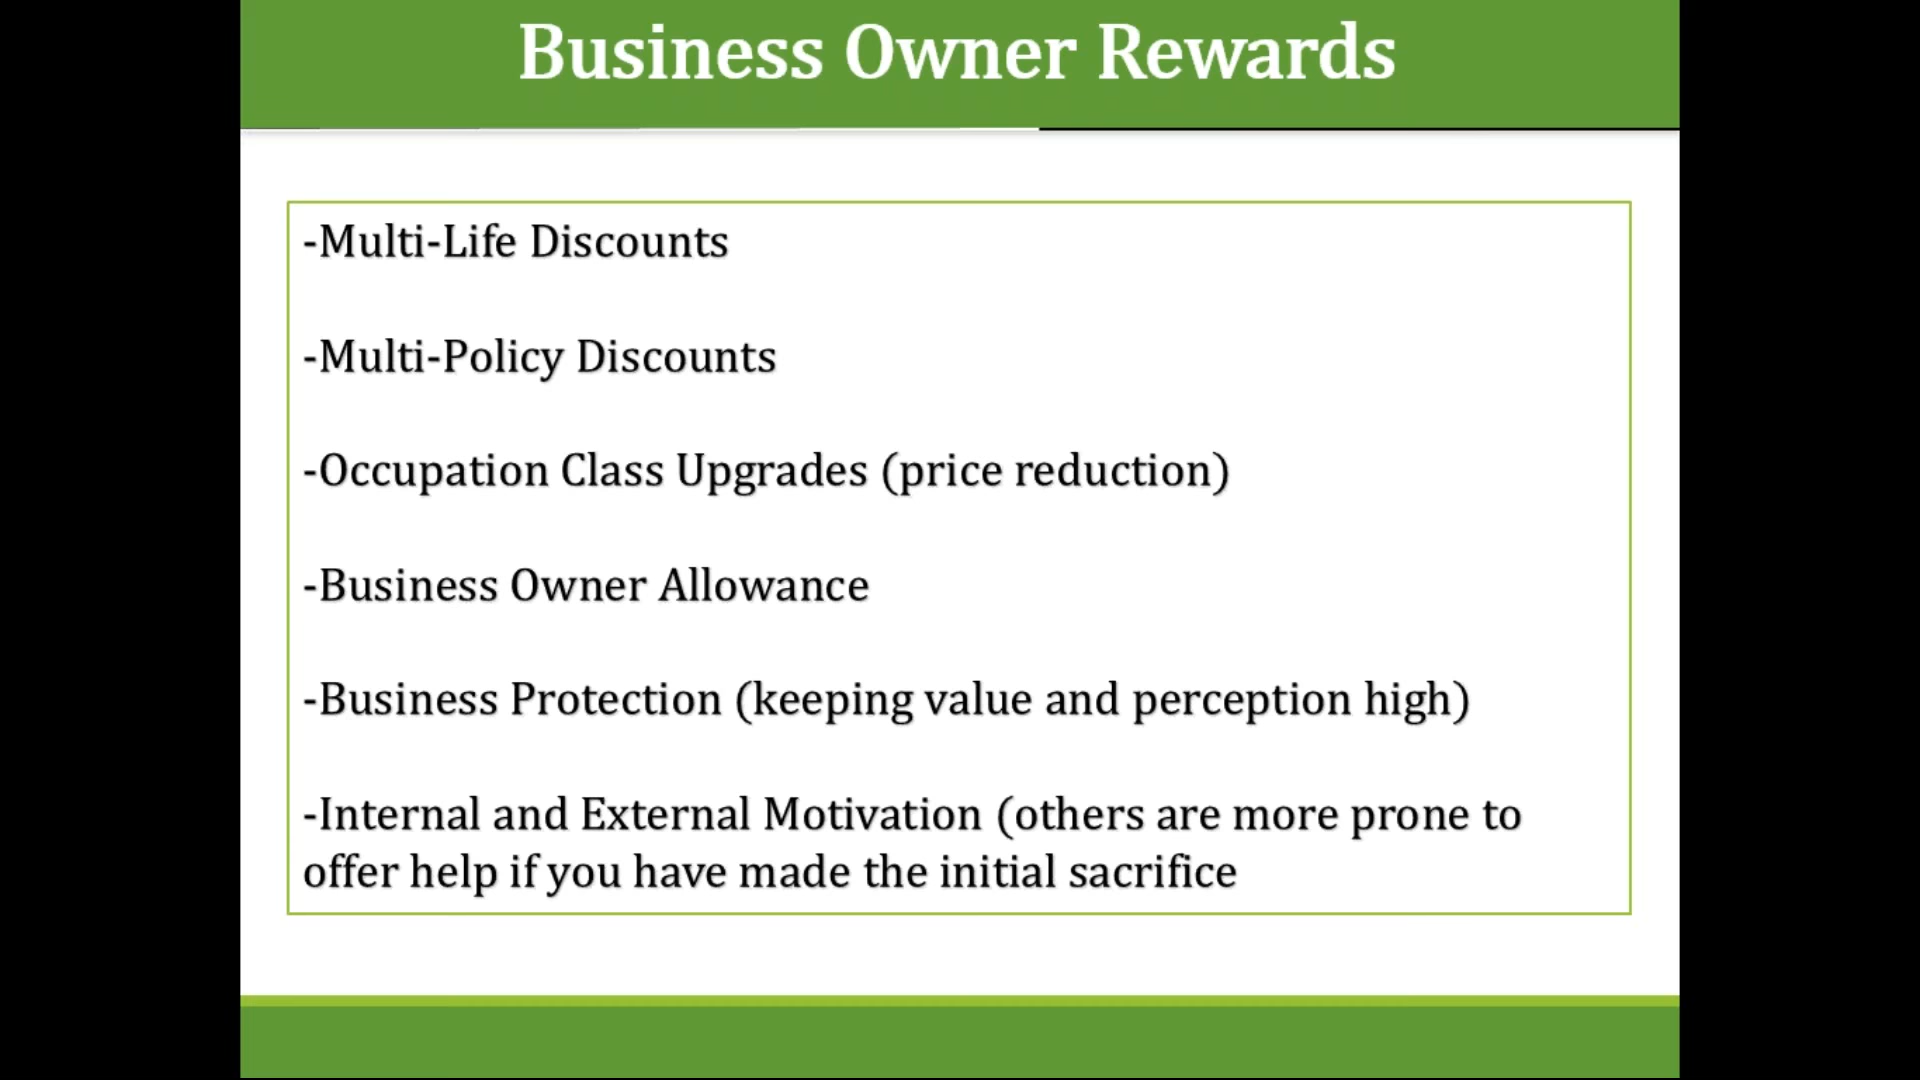 Business Owner Rewards
-Multi-Life Discounts
-Multi-Policy Discounts
-Occupation Class Upgrades (price reduction)
-Business Owner Allowance
-Business Protection (keeping value and perception high)
-Internal and External Motivation (others are more prone to
offer help if you have made the initial sacrifice